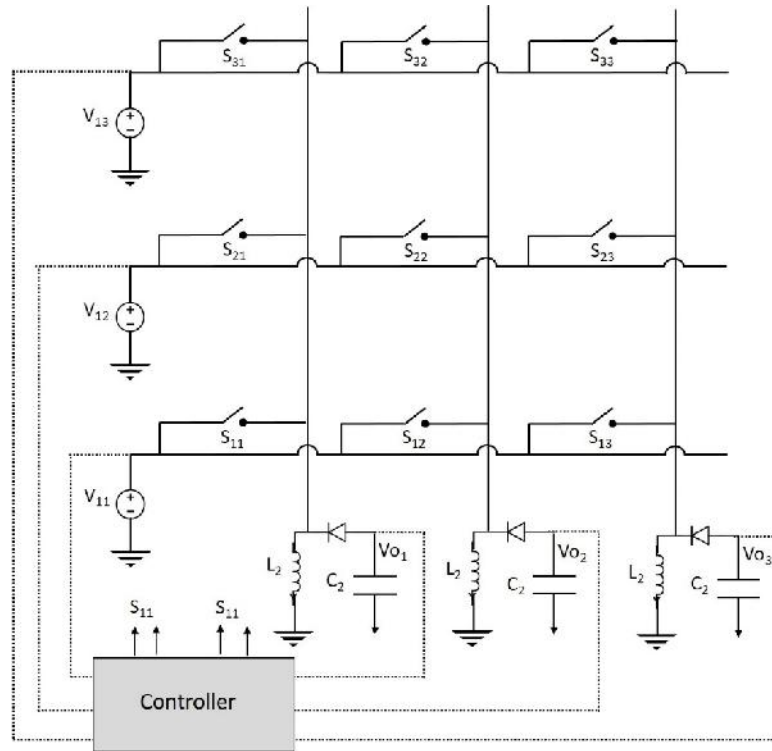 S₃₁ S₃₂ S₃₃
V₁₃
S₂₁ S₂₂ S₂₃
V₁₂
S₁₁ S₁₂ S₁₃
V₁₁
Vo₁ Vo₂ Vo₃
L₂ C₂ L₂ C₂ L₂ C₂
S₁₁ S₁₁
Controller